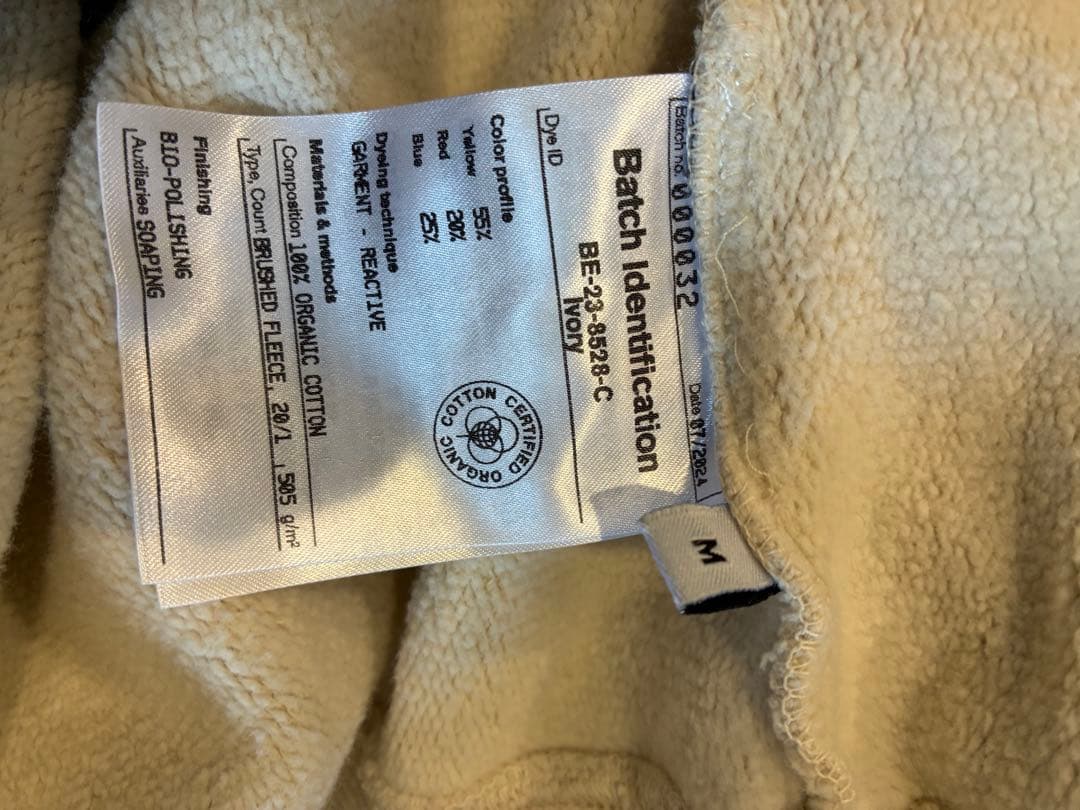 Batch no. 0000032 Date 07/2024
Batch Identification
Dye ID BE-23-8528-C
Ivory
Color profile
Yellow 55%
Red 20%
Blue 25%
ORGANIC COTTON CERTIFIED
Dyeing technique
GARMENT - REACTIVE
Materials & methods
Composition 100% ORGANIC COTTON
Type, Count BRUSHED FLEECE, 20/1 505 g/m²
Finishing
BIO-POLISHING
Auxiliaries SOAPING
M